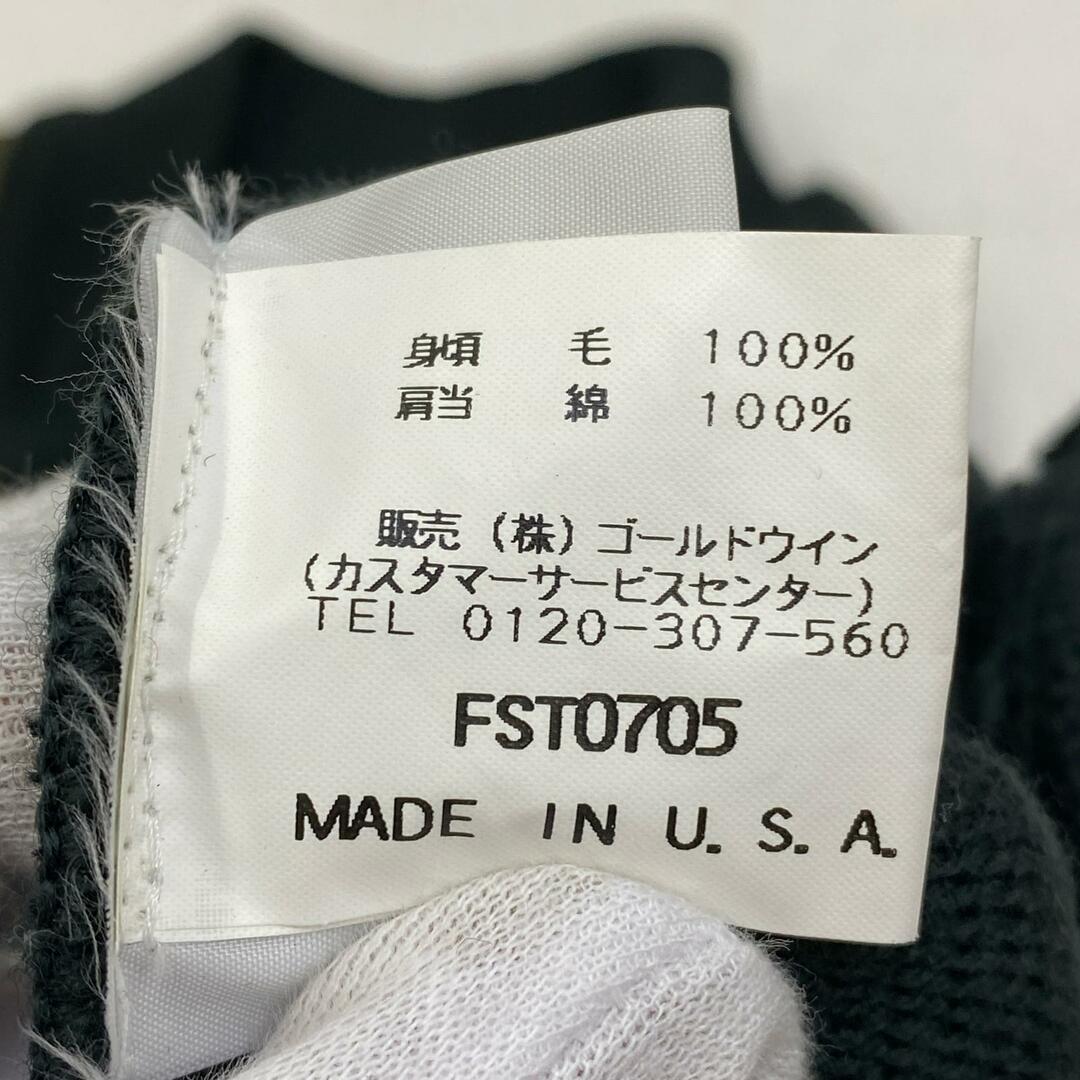 身頃 毛 100%
肩当 綿 100%
販売 (株) ゴールドウイン
(カスタマーサービスセンター)
TEL 0120-307-560
FST0705
MADE IN U.S.A.